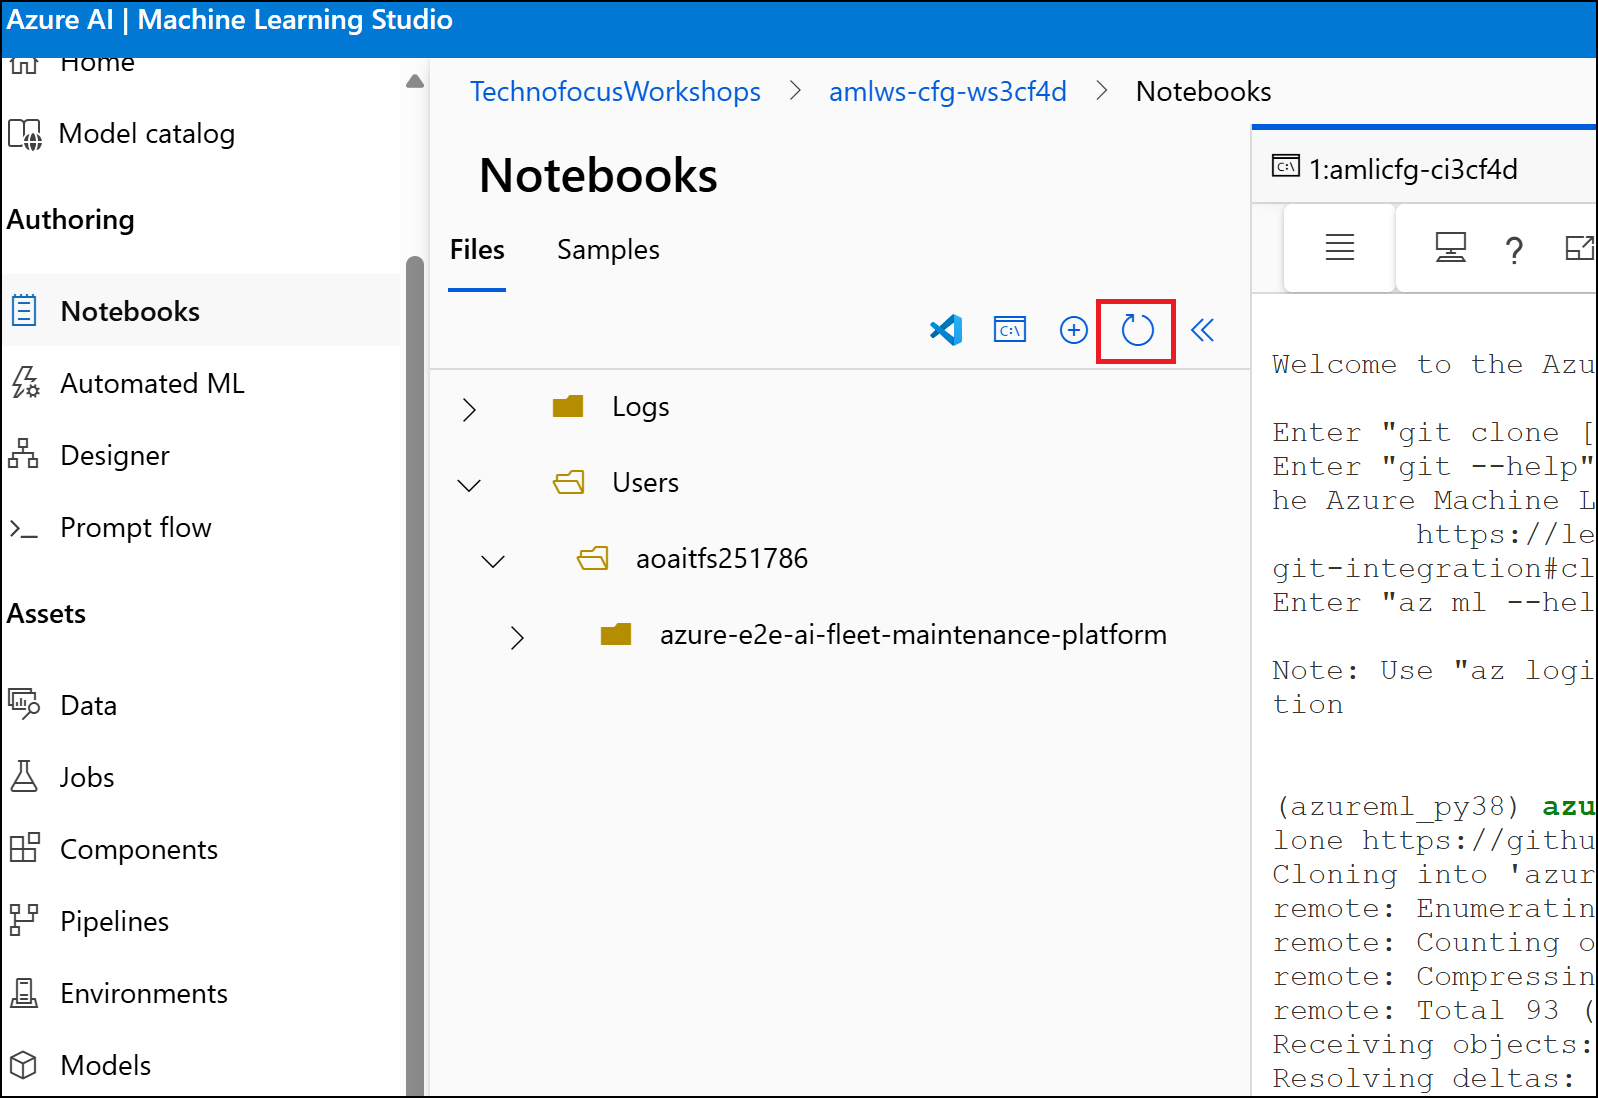 Azure AI | Machine Learning Studio
Home
Model catalog
Authoring
Notebooks
Automated ML
Designer
Prompt flow
Assets
Data
Jobs
Components
Pipelines
Environments
Models
TechnofocusWorkshops > amlws-cfg-ws3cf4d > Notebooks
Notebooks
Files Samples
Logs
Users
aoaitfs251786
azure-e2e-ai-fleet-maintenance-platform
1:amlicfg-ci3cf4d
Welcome to the Azu
Enter "git clone [
Enter "git --help"
he Azure Machine L
https://le
git-integration#cl
Enter "az ml --hel
Note: Use "az logi
tion
(azureml_py38) azu
lone https://githu
Cloning into 'azur
remote: Enumeratin
remote: Counting o
remote: Compressin
remote: Total 93 (
Receiving objects:
Resolving deltas: